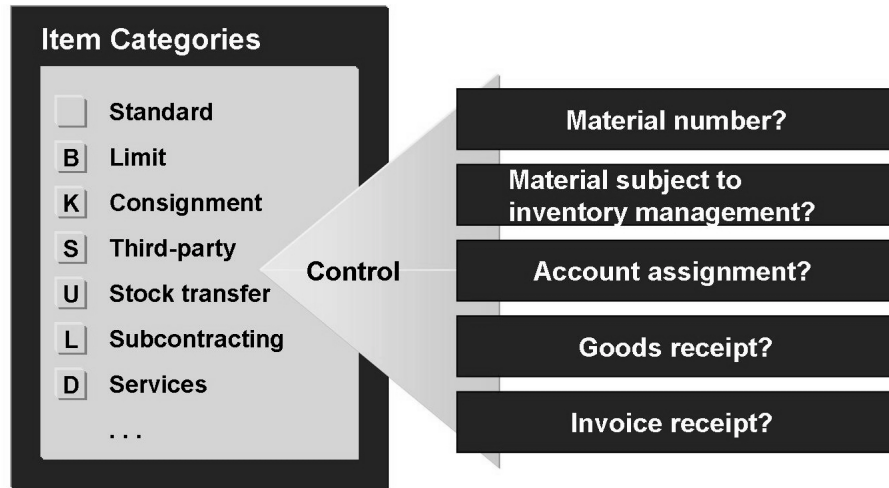 Item Categories
Standard
B Limit
K Consignment
S Third-party
U Stock transfer
L Subcontracting
D Services
. . .
Control
Material number?
Material subject to
inventory management?
Account assignment?
Goods receipt?
Invoice receipt?